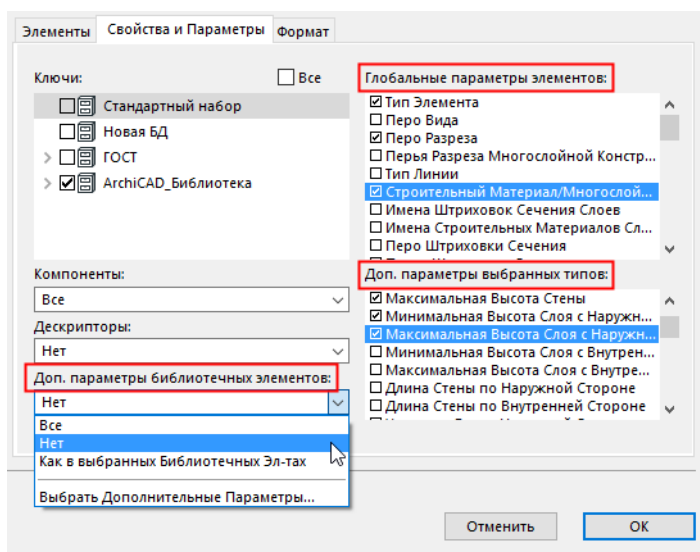 Элементы Свойства и Параметры Формат
Ключи:
Все
Стандартный набор
Новая БД
ГОСТ
ArchiCAD_Библиотека
Компоненты:
Все
Дескрипторы:
Нет
Доп. параметры библиотечных элементов:
Нет
Все
Нет
Как в выбранных Библиотечных Эл-тах
Выбрать Дополнительные Параметры...
Глобальные параметры элементов:
Тип Элемента
Перо Вида
Перо Разреза
Перья Разреза Многослойной Констр...
Тип Линии
Строительный Материал/Многослой...
Имена Штриховок Сечения Слоев
Имена Строительных Материалов Сл...
Перо Штриховки Сечения
Доп. параметры выбранных типов:
Максимальная Высота Стены
Минимальная Высота Слоя с Наружн...
Максимальная Высота Слоя с Наружн...
Минимальная Высота Слоя с Внутрен...
Максимальная Высота Слоя с Внутре...
Длина Стены по Наружной Стороне
Длина Стены по Внутренней Стороне
Отменить
ОК